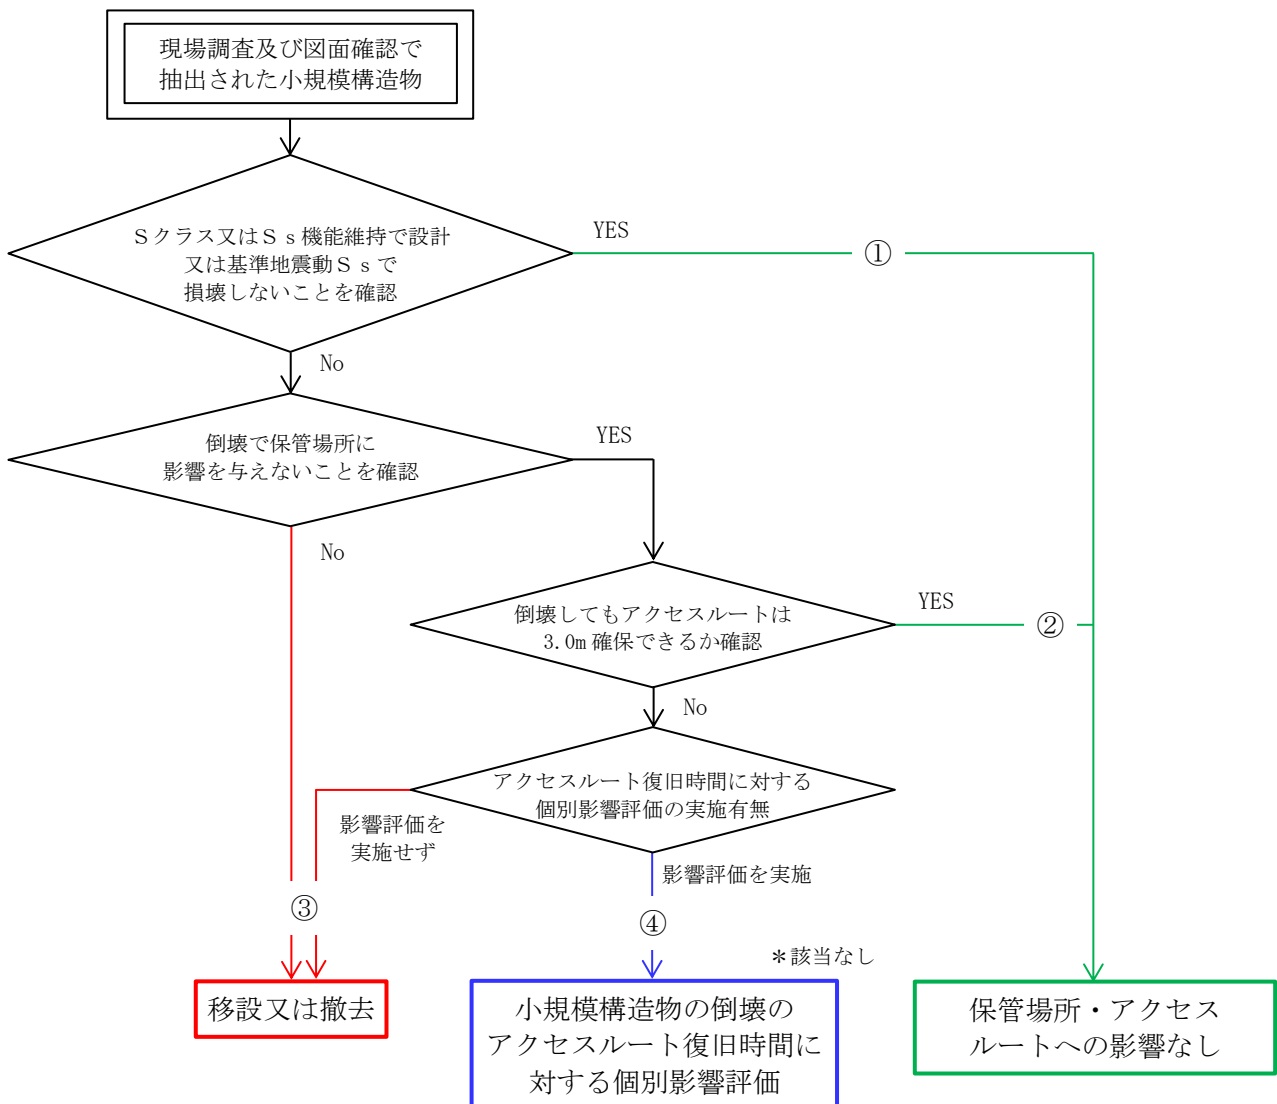 現場調査及び図面確認で
抽出された小規模構造物
Sクラス又はSs機能維持で設計
又は基準地震動Ssで
損壊しないことを確認
YES
①
No
倒壊で保管場所に
影響を与えないことを確認
YES
No
倒壊してもアクセスルートは
3.0m確保できるか確認
YES
②
No
アクセスルート復旧時間に対する
個別影響評価の実施有無
影響評価を
実施せず
影響評価を実施
③
④
＊該当なし
移設又は撤去
小規模構造物の倒壊の
アクセスルート復旧時間に
対する個別影響評価
保管場所・アクセス
ルートへの影響なし